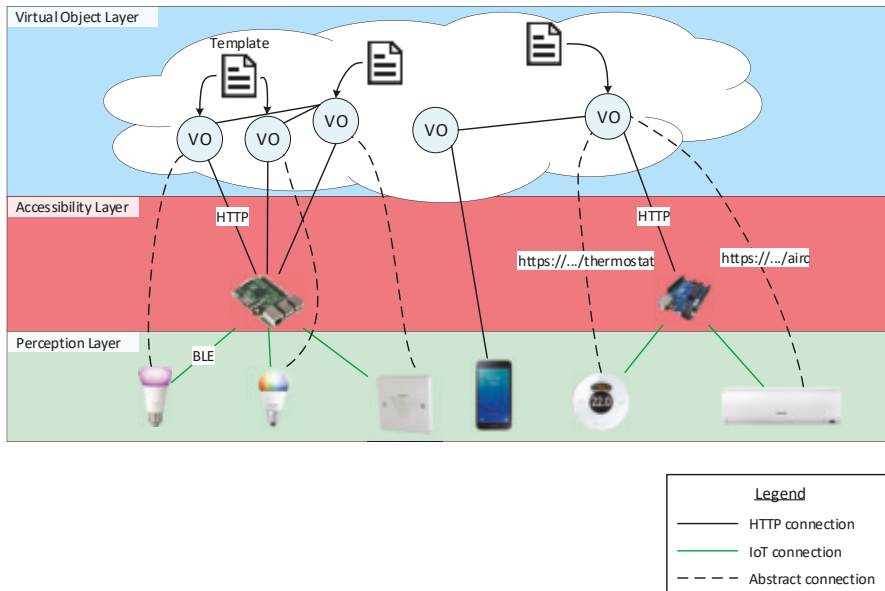 Virtual Object Layer
Template
VO
VO
VO
VO
VO
Accessibility Layer
HTTP
HTTP
https://.../thermostat
https://.../airc
Perception Layer
BLE
22.0
Legend
HTTP connection
IoT connection
Abstract connection